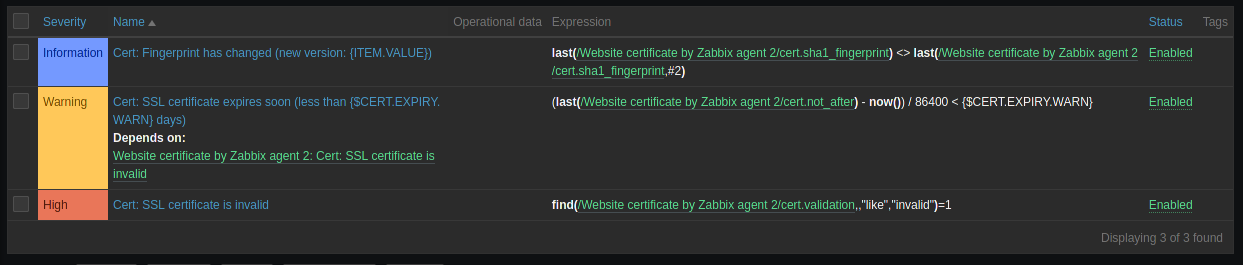 Severity Name Operational data Expression Status Tags
Information Cert: Fingerprint has changed (new version: {ITEM.VALUE}) last(/Website certificate by Zabbix agent 2/cert.sha1_fingerprint) <> last(/Website certificate by Zabbix agent 2 Enabled
/cert.sha1_fingerprint,#2)
Warning Cert: SSL certificate expires soon (less than {$CERT.EXPIRY. (last(/Website certificate by Zabbix agent 2/cert.not_after) - now()) / 86400 < {$CERT.EXPIRY.WARN} Enabled
WARN} days)
Depends on:
Website certificate by Zabbix agent 2: Cert: SSL certificate is
invalid
High Cert: SSL certificate is invalid find(/Website certificate by Zabbix agent 2/cert.validation,,"like","invalid")=1 Enabled
Displaying 3 of 3 found